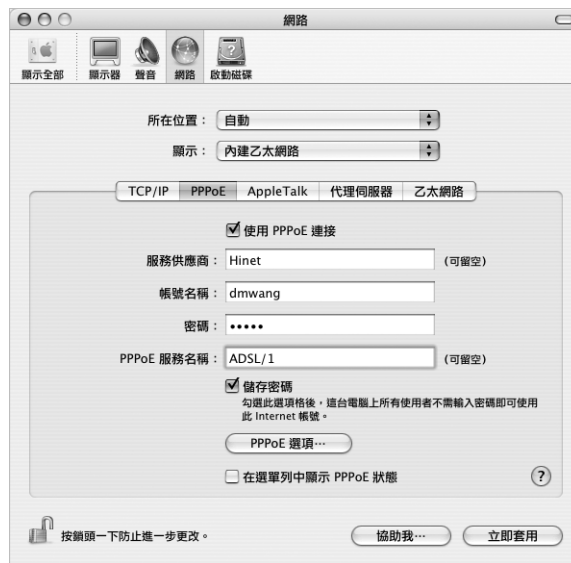 網路
顯示全部 顯示器 聲音 網路 啟動磁碟
所在位置： 自動
顯示： 內建乙太網路
TCP/IP PPPoE AppleTalk 代理伺服器 乙太網路
使用 PPPoE 連接
服務供應商： Hinet (可留空)
帳號名稱： dmwang
密碼： •••••
PPPoE 服務名稱： ADSL/1 (可留空)
儲存密碼
勾選此選項格後，這台電腦上所有使用者不需輸入密碼即可使用
此 Internet 帳號。
PPPoE 選項…
在選單列中顯示 PPPoE 狀態 ?
按鎖頭一下防止進一步更改。 協助我… 立即套用